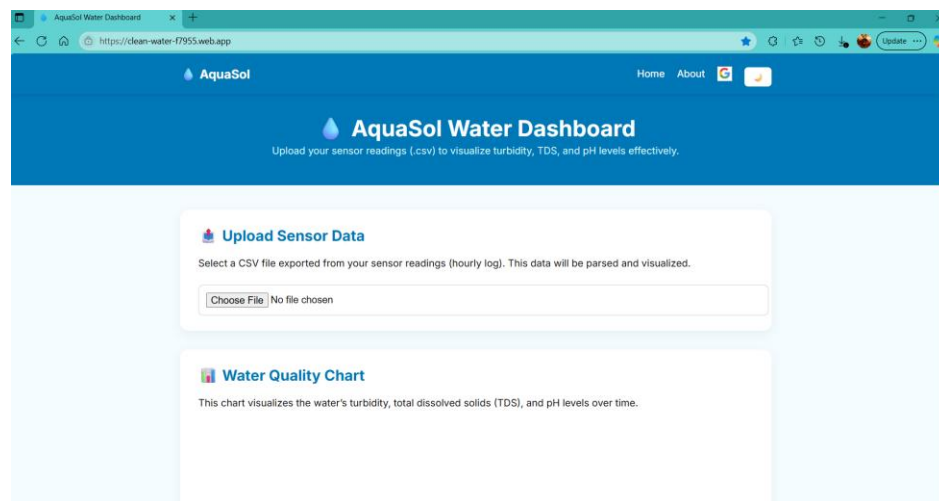 AquaSol Water Dashboard
https://clean-water-f7955.web.app
Update
AquaSol
Home About G
AquaSol Water Dashboard
Upload your sensor readings (.csv) to visualize turbidity, TDS, and pH levels effectively.
Upload Sensor Data
Select a CSV file exported from your sensor readings (hourly log). This data will be parsed and visualized.
Choose File No file chosen
Water Quality Chart
This chart visualizes the water’s turbidity, total dissolved solids (TDS), and pH levels over time.